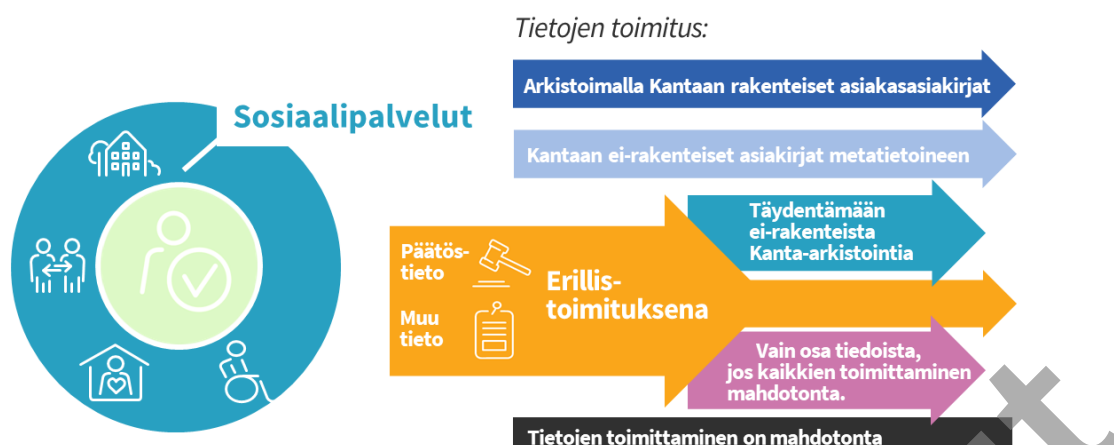 Tietojen toimitus:
Sosiaalipalvelut
Arkistoimalla Kantaan rakenteiset asiakasasiakirjat
Kantaan ei-rakenteiset asiakirjat metatietoineen
Päätös-
tieto
Muu
tieto
Erillis-
toimituksena
Täydentämään
ei-rakenteista
Kanta-arkistointia
Vain osa tiedoista,
jos kaikkien toimittaminen
mahdotonta.
Tietojen toimittaminen on mahdotonta